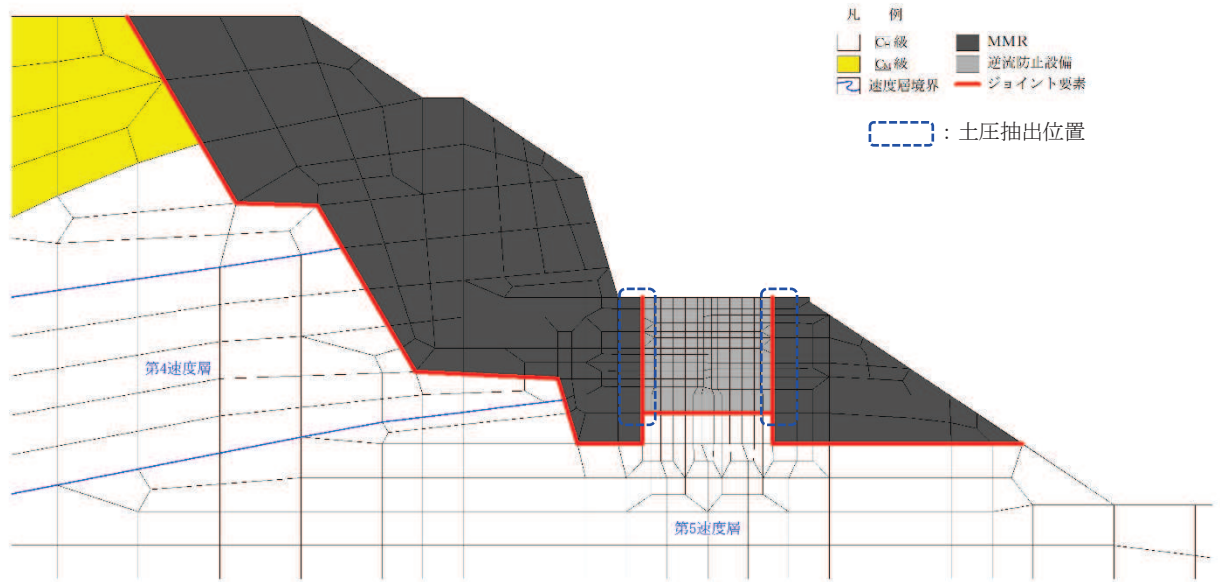 凡 例
CH 級
MMR
CM 級
逆流防止設備
速度層境界
ジョイント要素
：土圧抽出位置
第4速度層
第5速度層